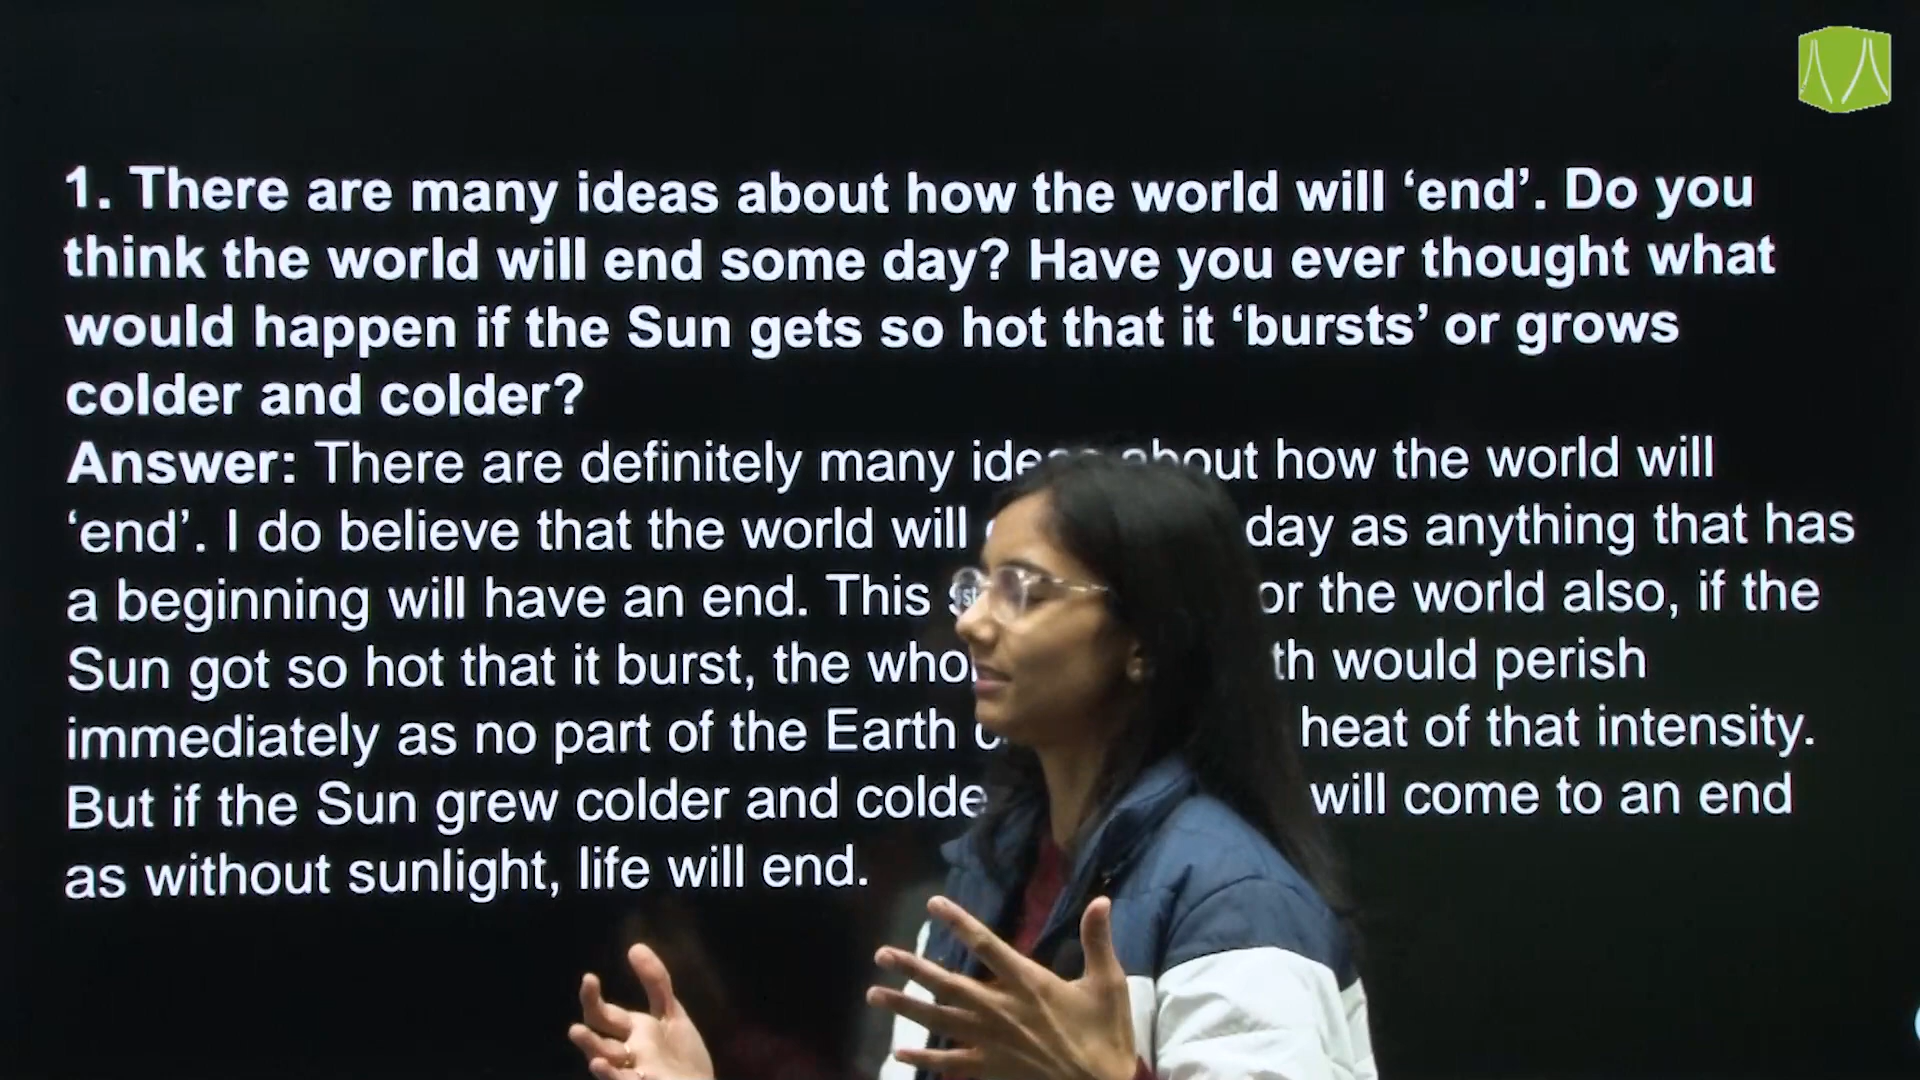 1. There are many ideas about how the world will ‘end’. Do you
think the world will end some day? Have you ever thought what
would happen if the Sun gets so hot that it ‘bursts’ or grows
colder and colder?
Answer: There are definitely many ideas about how the world will
‘end’. I do believe that the world will day as anything that has
a beginning will have an end. This or the world also, if the
Sun got so hot that it burst, the would perish
immediately as no part of the Earth heat of that intensity.
But if the Sun grew colder and will come to an end
as without sunlight, life will end.